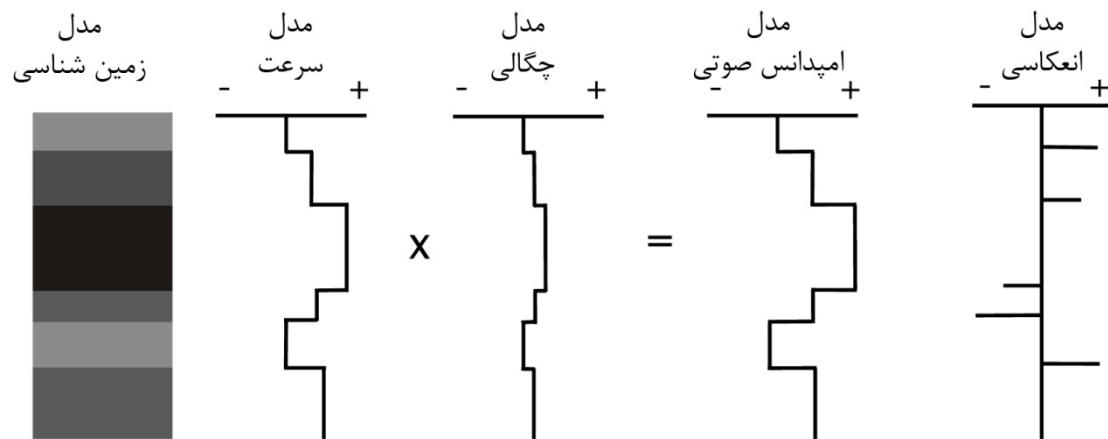 مدل
زمین شناسی
مدل
سرعت
- +
مدل
چگالی
- +
مدل
امپدانس صوتی
- +
مدل
انعکاسی
- +
x
=